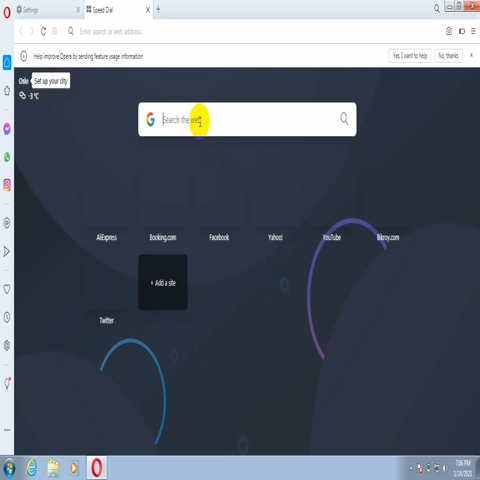 Settings
Speed Dial
Enter search or web address
Help improve Opera by sending feature usage information
Yes, I want to help
No, thanks
Oslo
Set up your city
-3 °C
Search the web
AliExpress
Booking.com
Facebook
Yahoo!
YouTube
Bikroy.com
+ Add a site
Twitter
7:06 PM
1/24/2021